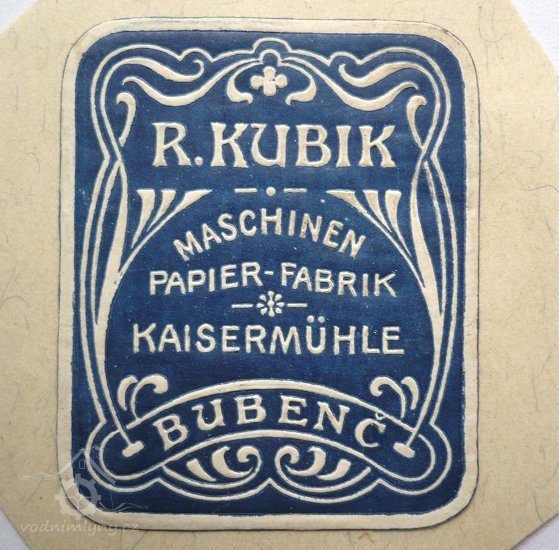 R. KUBIK
MASCHINEN
PAPIER-FABRIK
KAISERMÜHLE
BUBENČ
vodnimlyny.cz